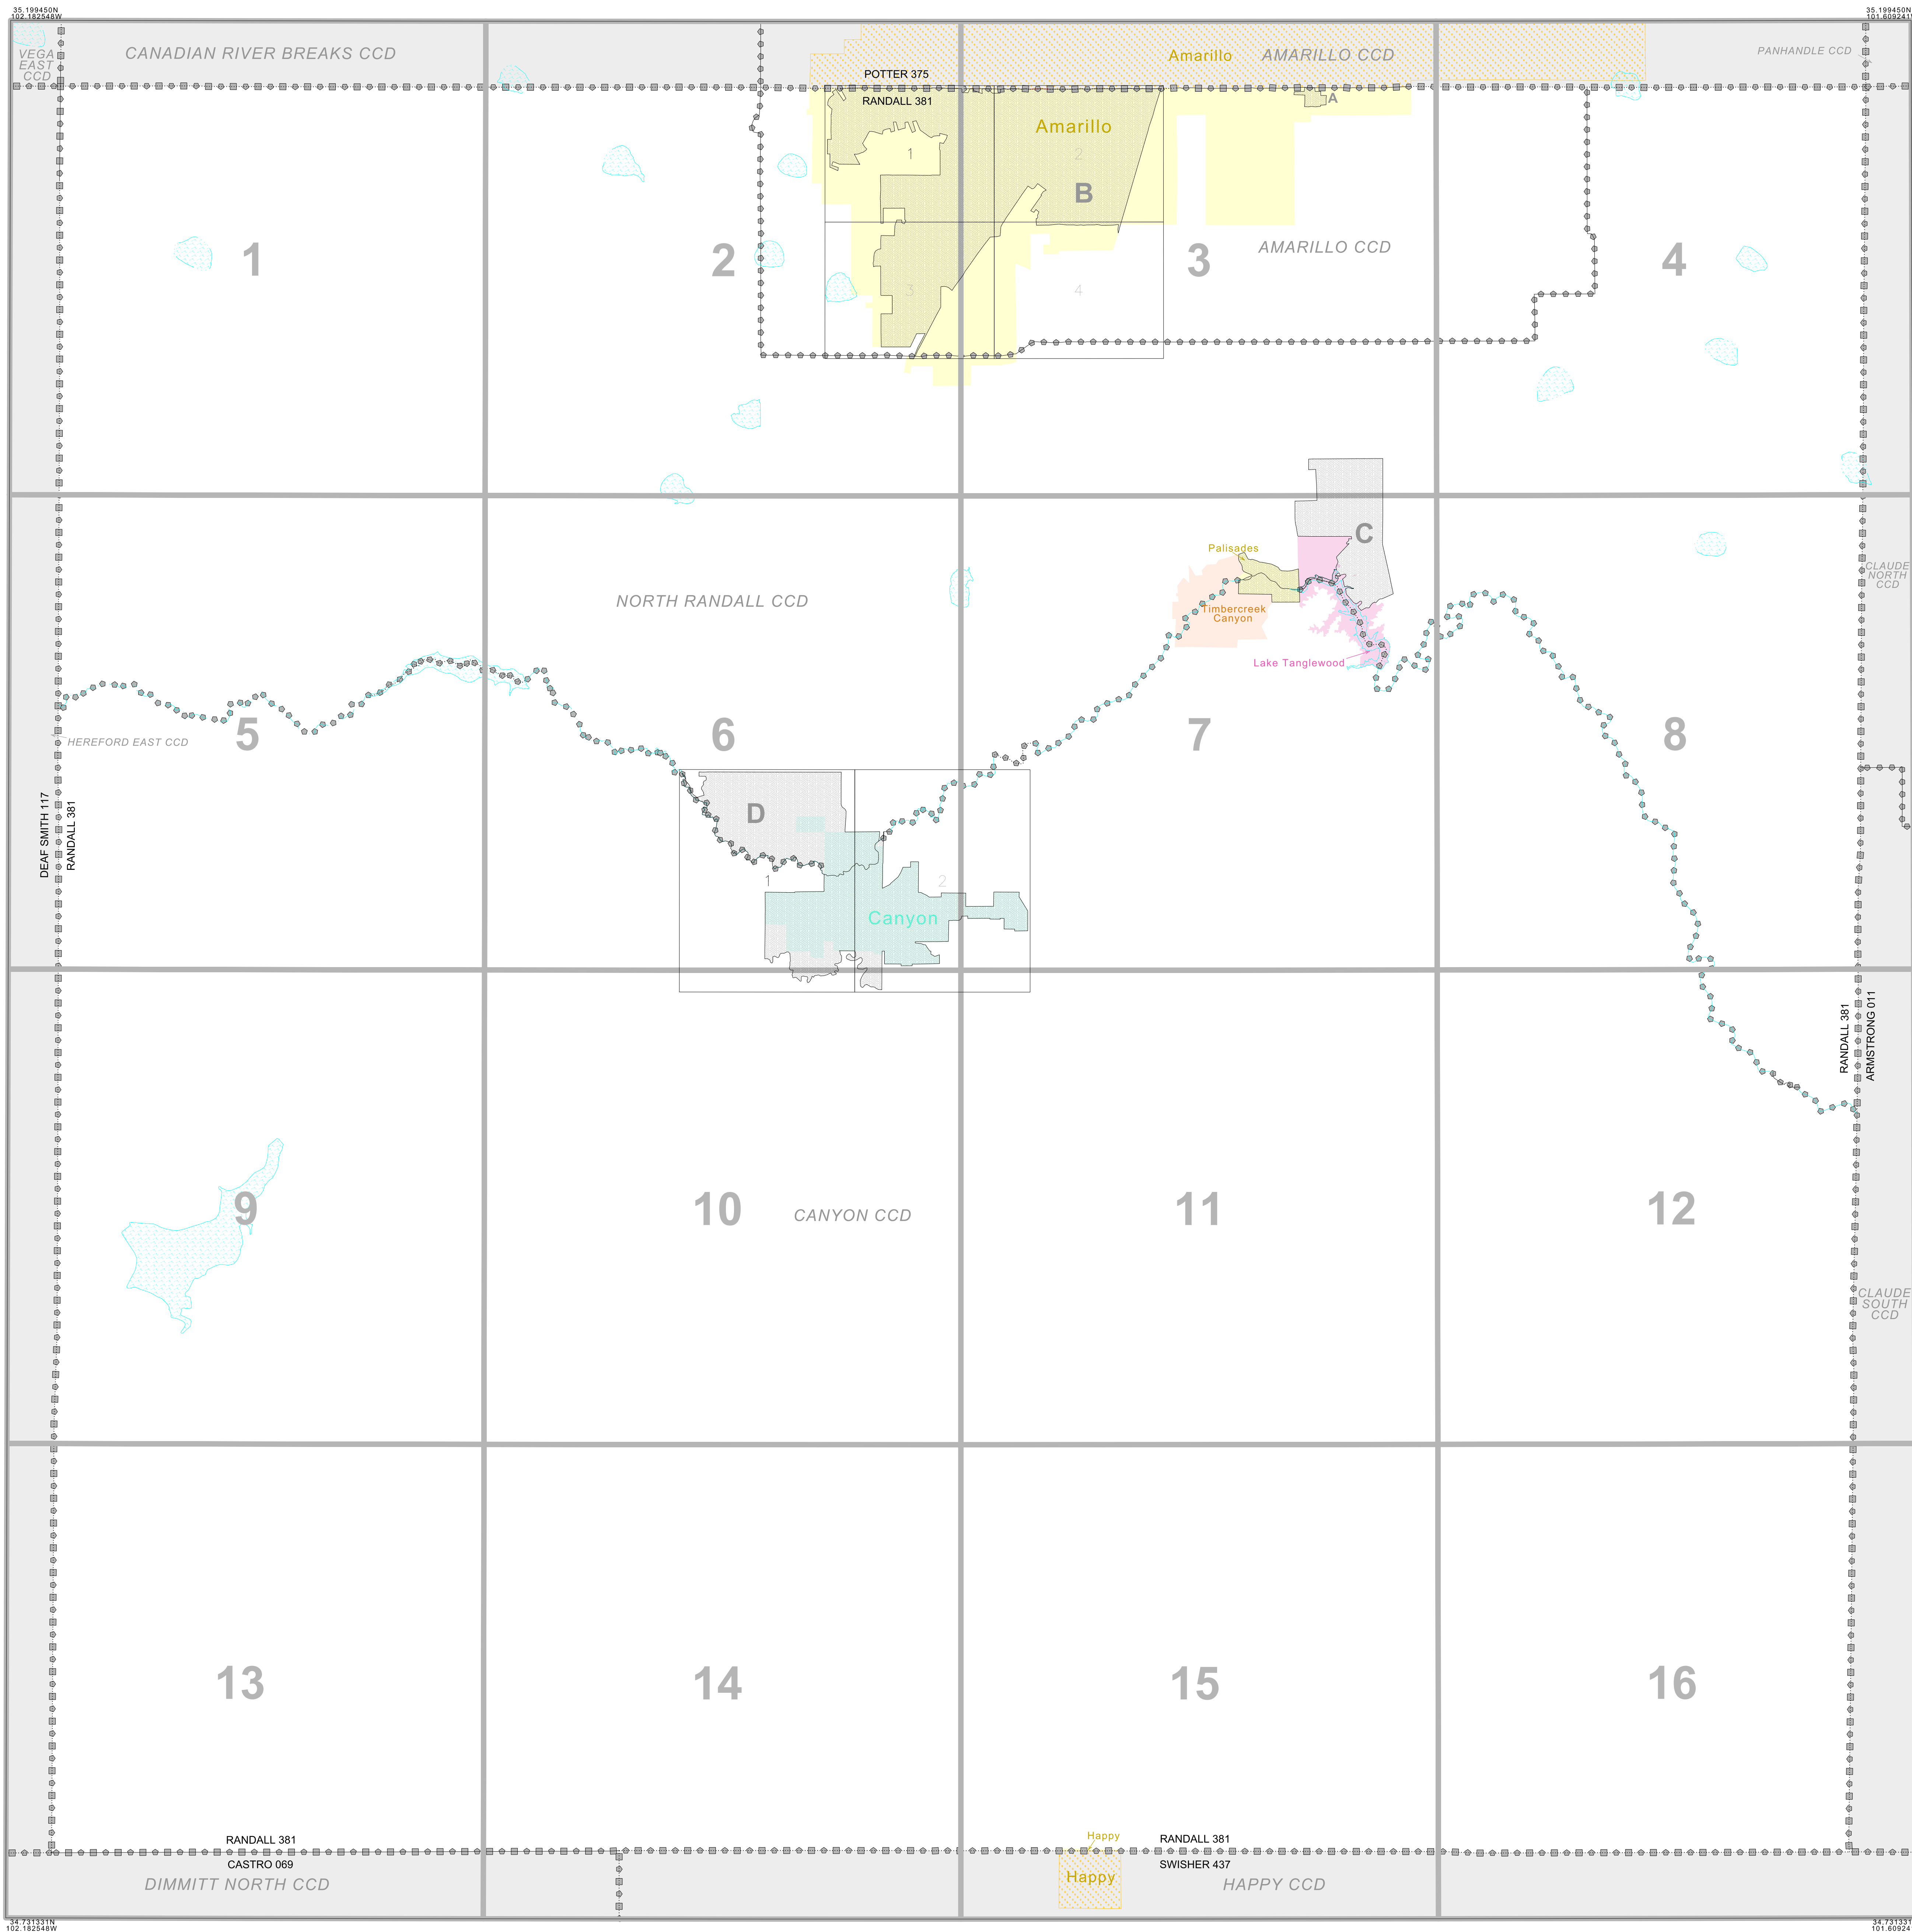 35.199450N
102.182548W
35.199450N
101.609241W
VEGA
EAST
CCD
CANADIAN RIVER BREAKS CCD
Amarillo
AMARILLO CCD
PANHANDLE CCD
POTTER 375
RANDALL 381
A
Amarillo
1
2
B
1
2
3
AMARILLO CCD
4
3
4
C
Palisades
CLAUDE
NORTH
CCD
NORTH RANDALL CCD
Timbercreek
Canyon
Lake Tanglewood
5
HEREFORD EAST CCD
6
7
8
DEAF SMITH 117
RANDALL 381
D
1
2
Canyon
RANDALL 381
ARMSTRONG 011
9
10
CANYON CCD
11
12
CLAUDE
SOUTH
CCD
13
14
15
16
RANDALL 381
CASTRO 069
DIMMITT NORTH CCD
Happy
RANDALL 381
SWISHER 437
Happy
HAPPY CCD
34.731331N
102.182548W
34.731331
101.60924